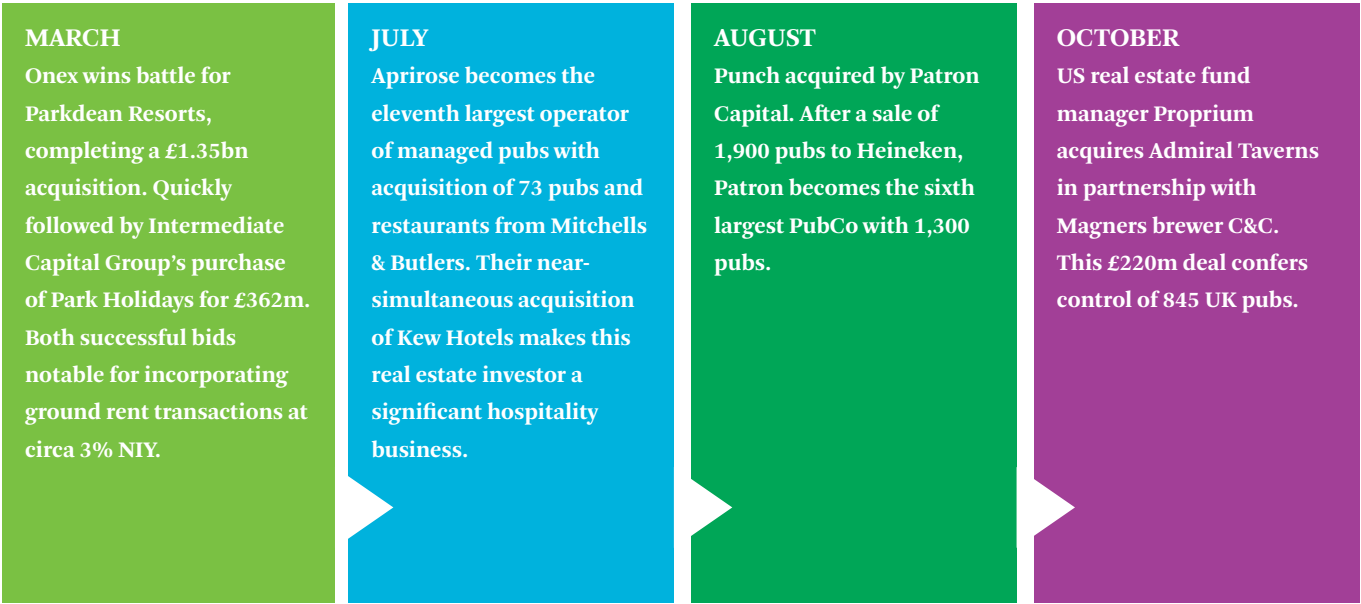 MARCH
Onex wins battle for
Parkdean Resorts,
completing a £1.35bn
acquisition. Quickly
followed by Intermediate
Capital Group’s purchase
of Park Holidays for £362m.
Both successful bids
notable for incorporating
ground rent transactions at
circa 3% NIY.
JULY
Aprirose becomes the
eleventh largest operator
of managed pubs with
acquisition of 73 pubs and
restaurants from Mitchells
& Butlers. Their near-
simultaneous acquisition
of Kew Hotels makes this
real estate investor a
significant hospitality
business.
AUGUST
Punch acquired by Patron
Capital. After a sale of
1,900 pubs to Heineken,
Patron becomes the sixth
largest PubCo with 1,300
pubs.
OCTOBER
US real estate fund
manager Proprium
acquires Admiral Taverns
in partnership with
Magners brewer C&C.
This £220m deal confers
control of 845 UK pubs.